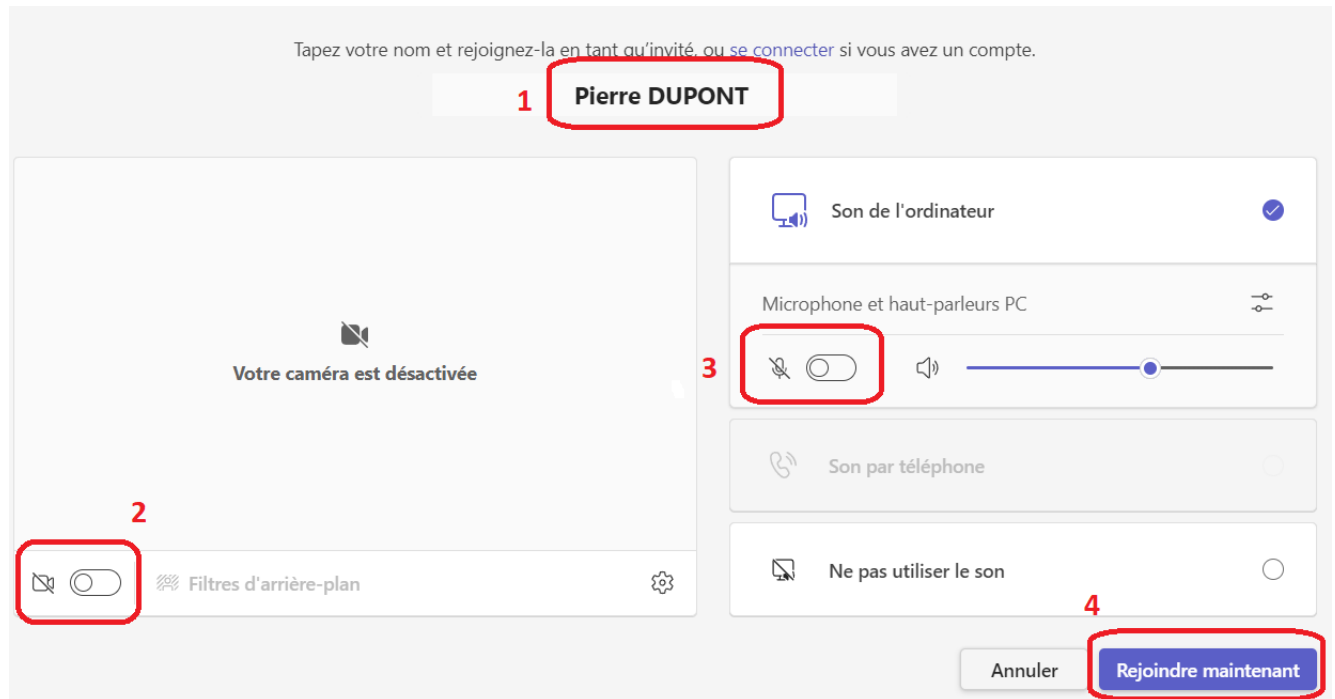 Tapez votre nom et rejoignez-la en tant qu'invité, ou se connecter si vous avez un compte.
1 Pierre DUPONT
Son de l'ordinateur
Microphone et haut-parleurs PC
Votre caméra est désactivée
3
Son par téléphone
2
Filtres d'arrière-plan
Ne pas utiliser le son
4
Annuler
Rejoindre maintenant